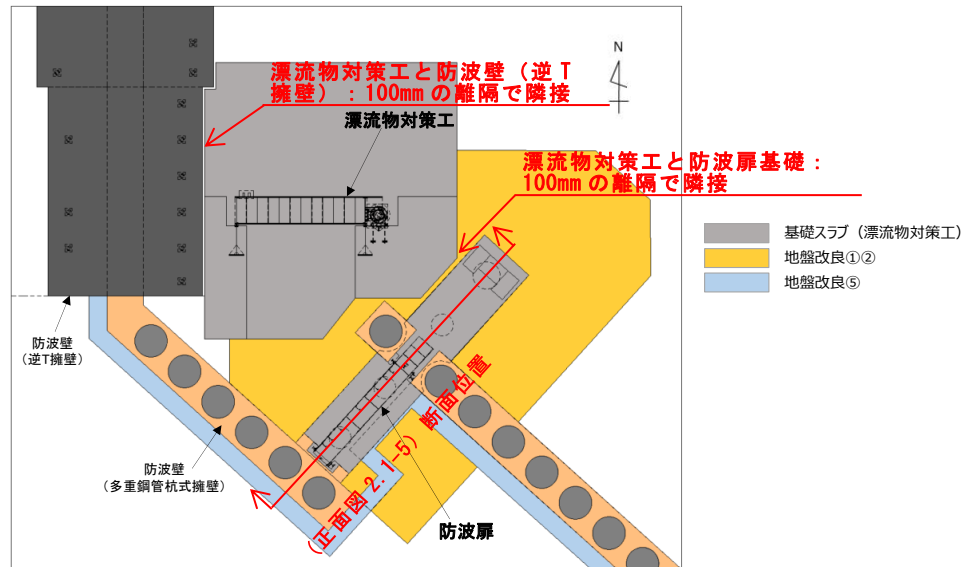 漂流物対策工と防波壁（逆T
擁壁）：100mmの離隔で隣接
漂流物対策工
N
漂流物対策工と防波扉基礎：
100mmの離隔で隣接
基礎スラブ（漂流物対策工）
地盤改良①②
地盤改良⑤
防波壁
（逆T擁壁）
防波壁
（多重鋼管杭式擁壁）
（正面図2.1-5）断面位置
防波扉